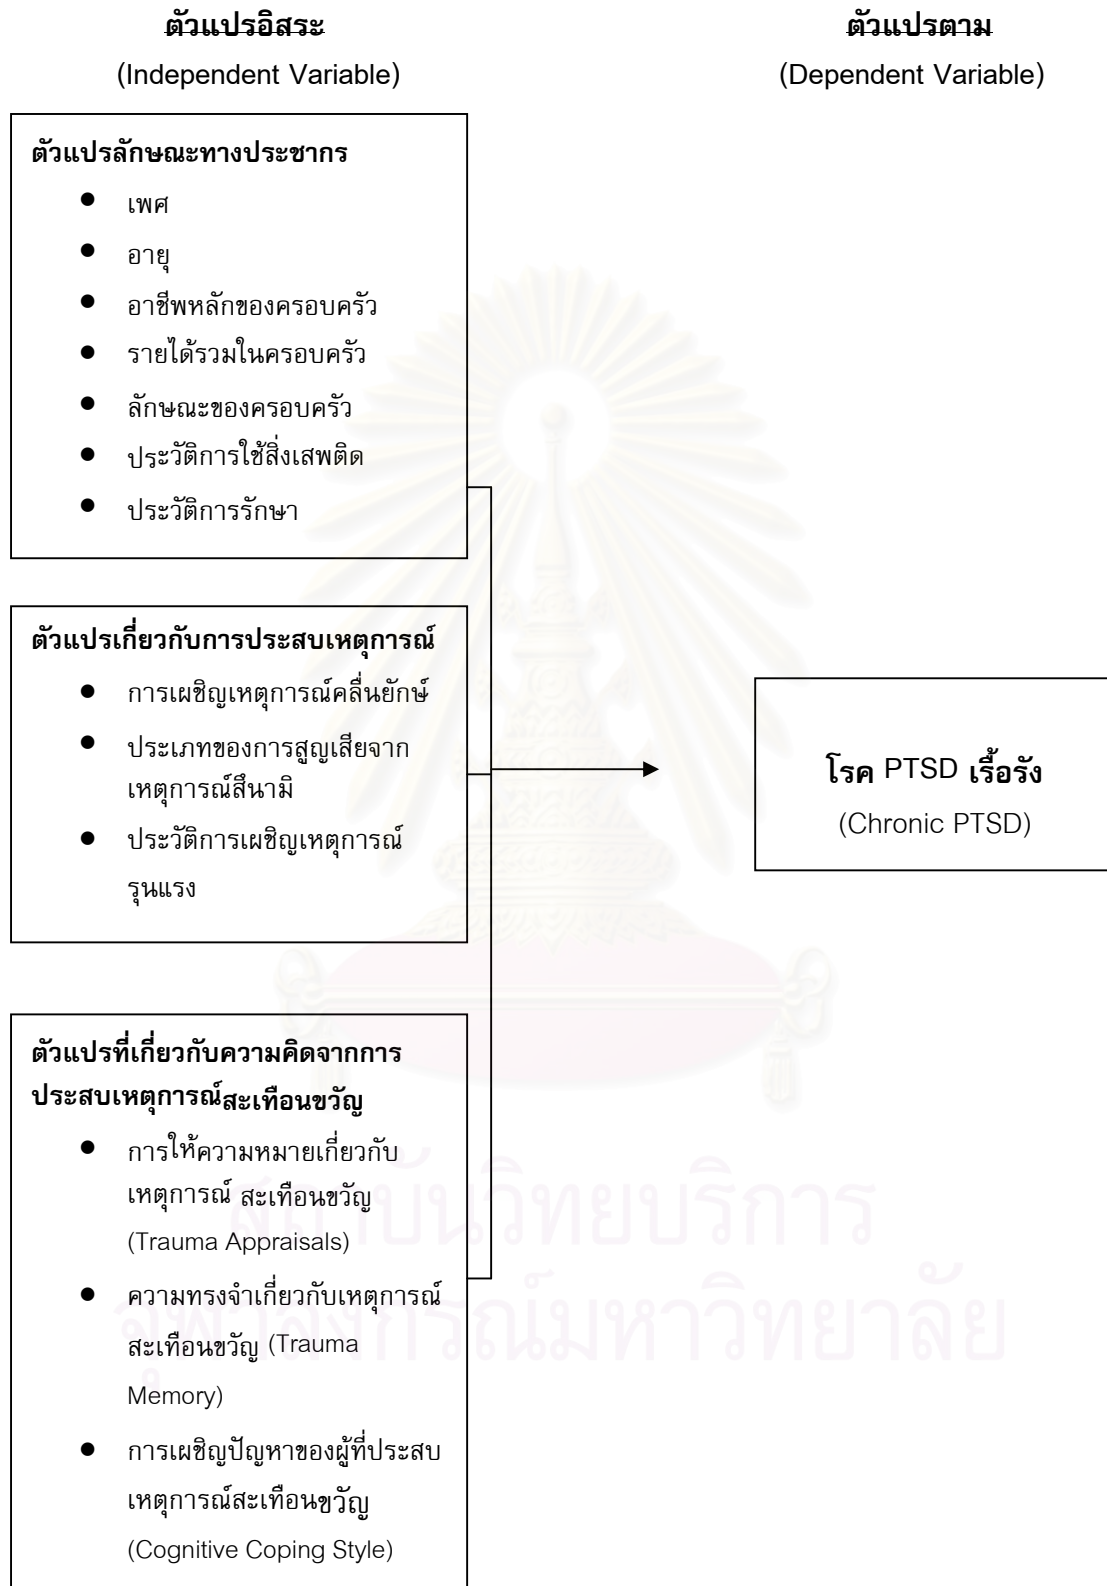 ตัวแปรอิสระ
(Independent Variable)
ตัวแปรตาม
(Dependent Variable)
ตัวแปรลักษณะทางประชากร
● เพศ
● อายุ
● อาชีพหลักของครอบครัว
● รายได้รวมในครอบครัว
● ลักษณะของครอบครัว
● ประวัติการใช้สิ่งเสพติด
● ประวัติการรักษา
ตัวแปรเกี่ยวกับการประสบเหตุการณ์
● การเผชิญเหตุการณ์คลื่นยักษ์
● ประเภทของการสูญเสียจาก
เหตุการณ์สึนามิ
● ประวัติการเผชิญเหตุการณ์
รุนแรง
โรค PTSD เรื้อรัง
(Chronic PTSD)
ตัวแปรที่เกี่ยวกับความคิดจากการ
ประสบเหตุการณ์สะเทือนขวัญ
● การให้ความหมายเกี่ยวกับ
เหตุการณ์ สะเทือนขวัญ
(Trauma Appraisals)
● ความทรงจำเกี่ยวกับเหตุการณ์
สะเทือนขวัญ (Trauma
Memory)
● การเผชิญปัญหาของผู้ที่ประสบ
เหตุการณ์สะเทือนขวัญ
(Cognitive Coping Style)
สถาบันวิทยบริการ
จุฬาลงกรณ์มหาวิทยาลัย